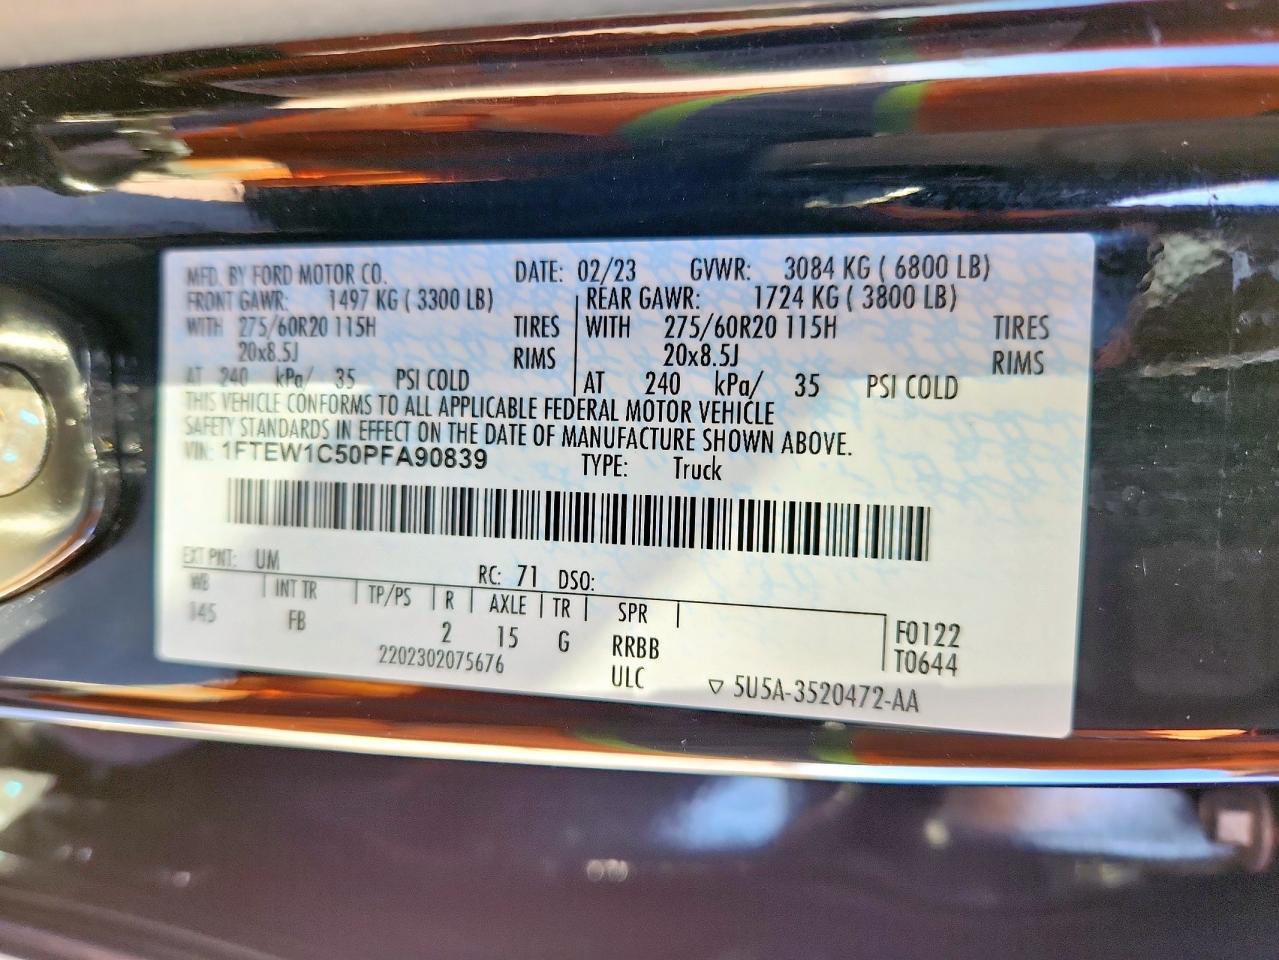 MFD. BY FORD MOTOR CO. DATE: 02/23 GVWR: 3084 KG ( 6800 LB)
FRONT GAWR: 1497 KG ( 3300 LB) REAR GAWR: 1724 KG ( 3800 LB)
WITH 275/60R20 115H TIRES WITH 275/60R20 115H TIRES
20x8.5J RIMS 20x8.5J RIMS
AT 240 kPa/ 35 PSI COLD AT 240 kPa/ 35 PSI COLD
THIS VEHICLE CONFORMS TO ALL APPLICABLE FEDERAL MOTOR VEHICLE
SAFETY STANDARDS IN EFFECT ON THE DATE OF MANUFACTURE SHOWN ABOVE.
VIN: 1FTEW1C50PFA90839 TYPE: Truck
EXT PNT: UM RC: 71 DSO:
WB INT TR TP/PS R AXLE TR SPR
145 FB 2 15 G RRBB
F0122
T0644
2202302075676 ULC ▽ 5U5A-3520472-AA